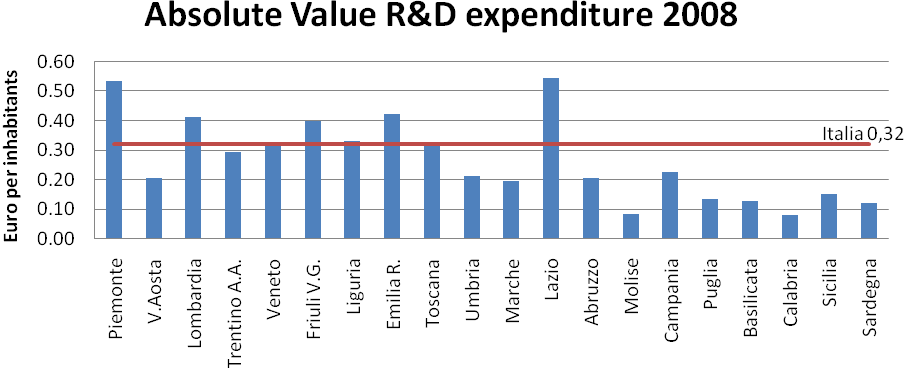 Absolute Value R&D expenditure 2008
Euro per inhabitants
0.60
0.50
0.40
0.30
0.20
0.10
0.00
Italia 0,32
Piemonte
V.Aosta
Lombardia
Trentino A.A.
Veneto
Friuli V.G.
Liguria
Emilia R.
Toscana
Umbria
Marche
Lazio
Abruzzo
Molise
Campania
Puglia
Basilicata
Calabria
Sicilia
Sardegna